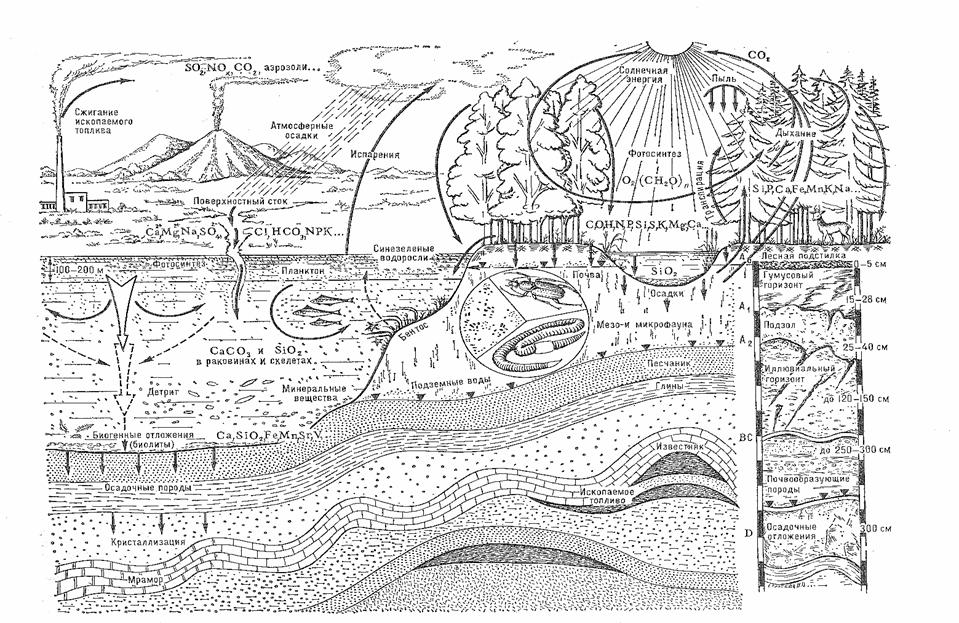 SO₂, NOₓ, CO₂, аэрозоли...
Сжигание
ископаемого
топлива
Атмосферные
осадки
Испарения
Поверхностный сток
Солнечная
энергия
CO₂
Пыль
Дыхание
Фотосинтез
O₂ (CH₂O)ₙ
Транспирация
Si,P,Ca,Fe,Mn,K,Na...
C,O,H,N,P,S,I,S,K,Mg,Ca...
Ca,Mg,Na,SO₄
Cl,HCO₃,N,P,K...
Синезеленые
водоросли
100–200 м
Фотосинтез
Планктон
Почва
SiO₂
Осадки
Бентос
Мезо-и микрофауна
CaCO₃ и SiO₂
в раковинах и скелетах
Детрит
Минеральные
вещества
Подземные воды
Песчаник
Глины
Биогенные отложения
(биолиты)
Ca,SiO₂,Fe,Mn,Sr,V
Осадочные породы
Известняк
Ископаемое
топливо
Кристаллизация
Мрамор
Лесная подстилка
0–5 см
Гумусовый
горизонт
15–28 см
A₁
Подзол
A₂
25–40 см
Иллювиальный
горизонт
до 120–150 см
BC
до 250–300 см
Почвообразующие
породы
D
Осадочные
отложения
300 см